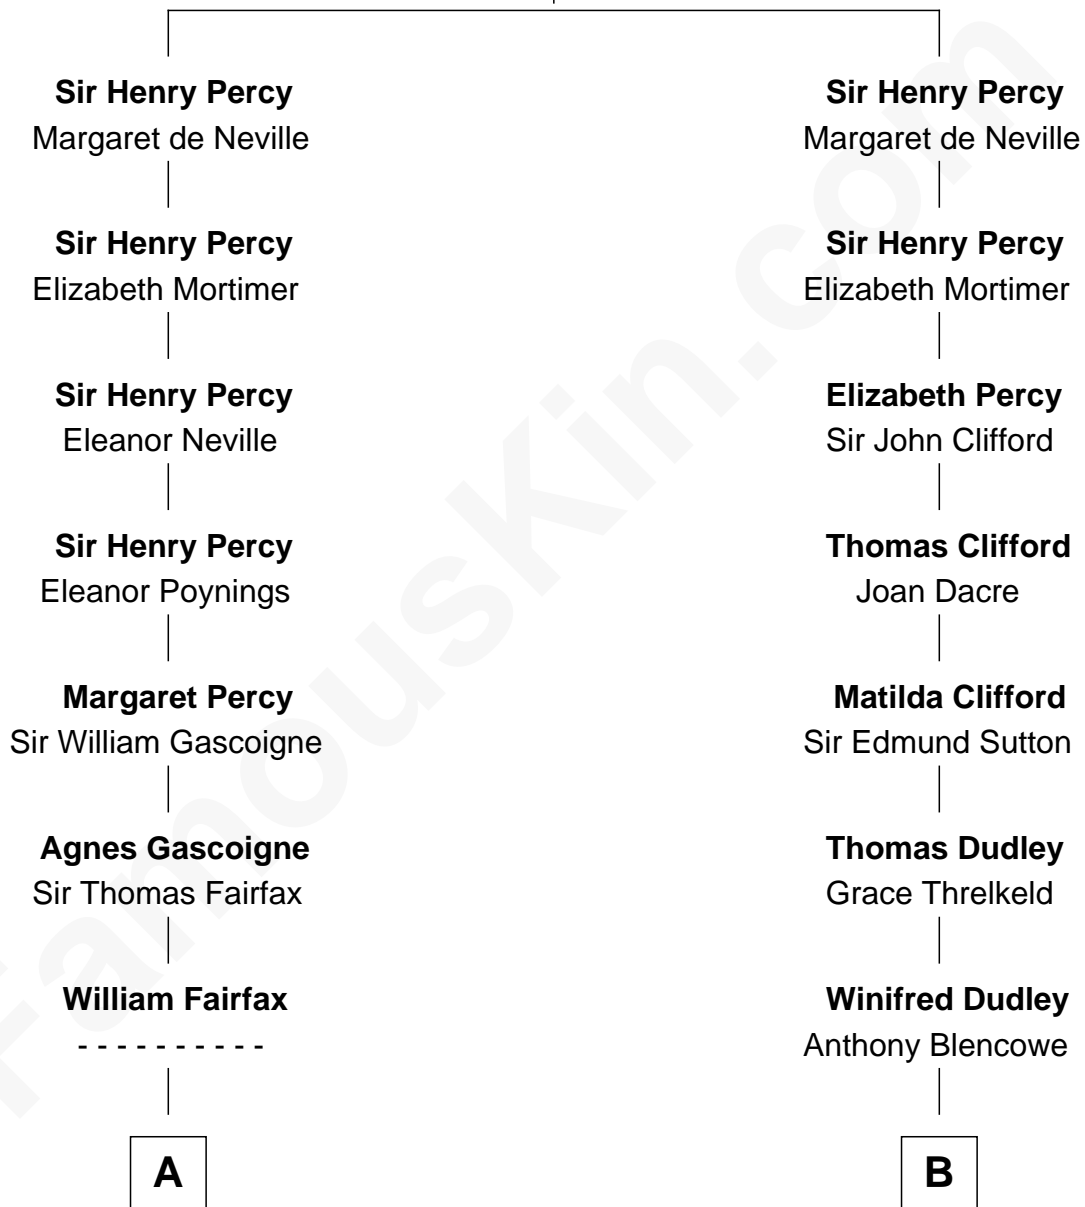 Sir Henry Percy
Margaret de Neville
Sir Henry Percy
Elizabeth Mortimer
Sir Henry Percy
Eleanor Neville
Sir Henry Percy
Eleanor Poynings
Margaret Percy
Sir William Gascoigne
Agnes Gascoigne
Sir Thomas Fairfax
William Fairfax
- - - - - - - - - -
A
Sir Henry Percy
Margaret de Neville
Sir Henry Percy
Elizabeth Mortimer
Elizabeth Percy
Sir John Clifford
Thomas Clifford
Joan Dacre
Matilda Clifford
Sir Edmund Sutton
Thomas Dudley
Grace Threlkeld
Winifred Dudley
Anthony Blencowe
B
FamousKin.com